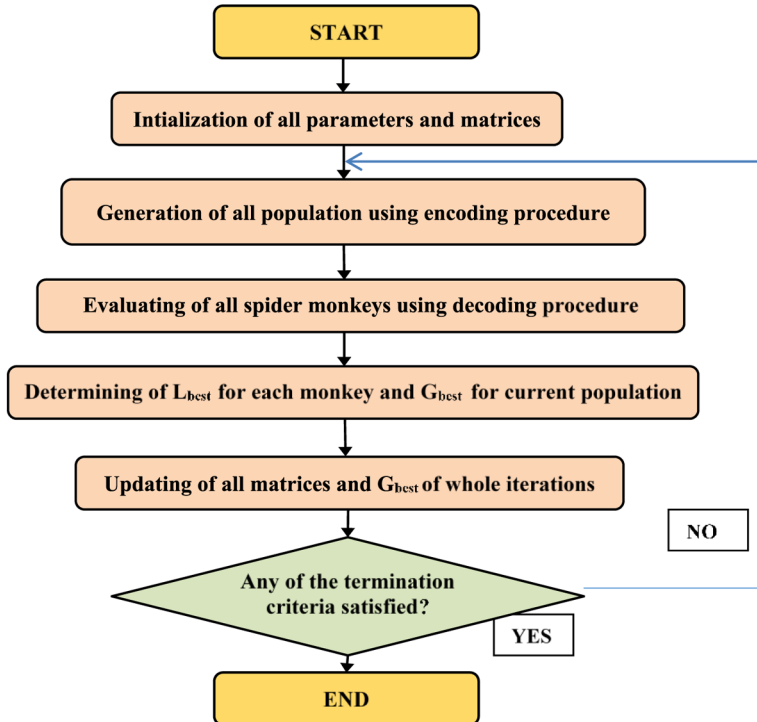 START
Intialization of all parameters and matrices
Generation of all population using encoding procedure
Evaluating of all spider monkeys using decoding procedure
Determining of Lbest for each monkey and Gbest for current population
Updating of all matrices and Gbest of whole iterations
NO
Any of the termination
criteria satisfied?
YES
END